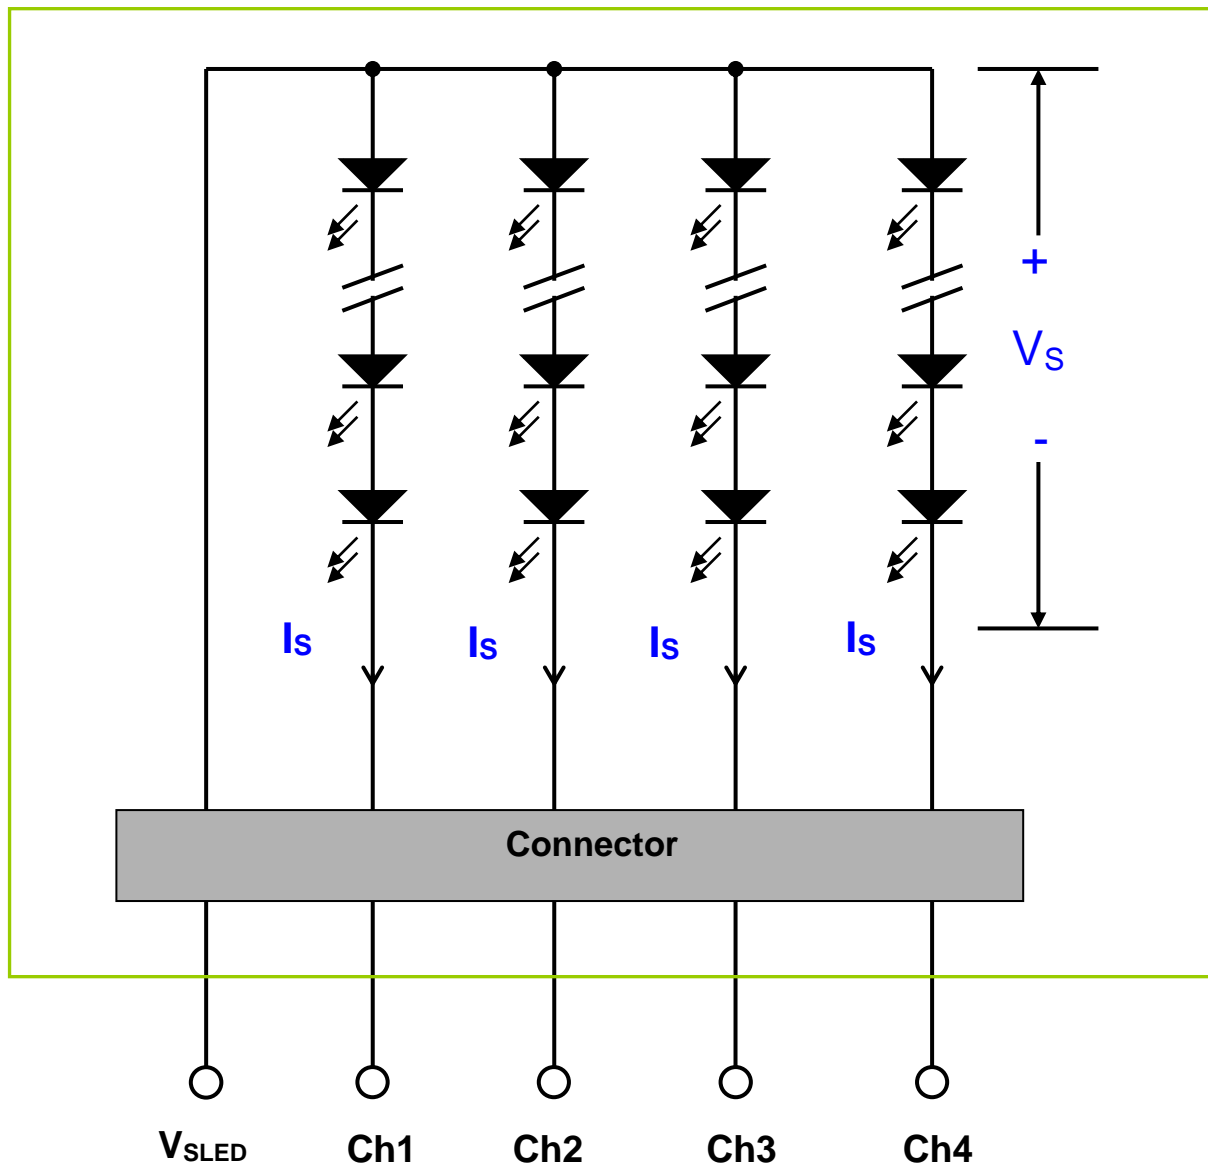 +
VS
-
IS IS IS IS
Connector
VSLED Ch1 Ch2 Ch3 Ch4